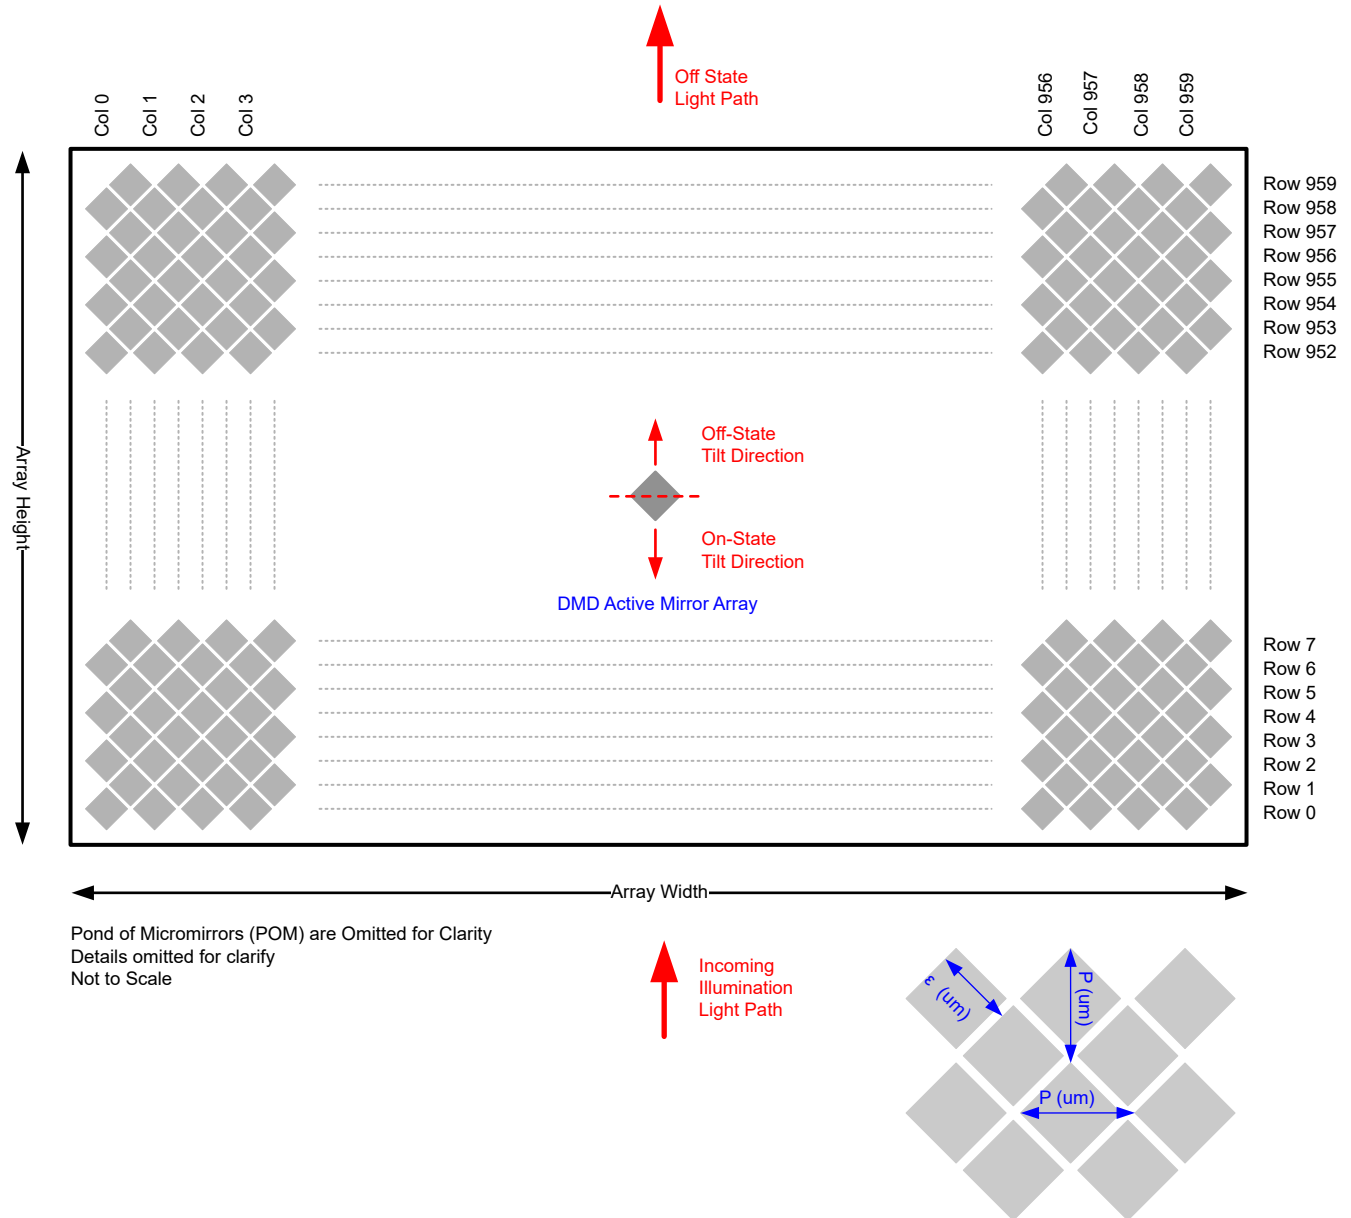 Off State
Light Path
Col 0
Col 1
Col 2
Col 3
Col 956
Col 957
Col 958
Col 959
Row 959
Row 958
Row 957
Row 956
Row 955
Row 954
Row 953
Row 952
Array Height
Off-State
Tilt Direction
On-State
Tilt Direction
DMD Active Mirror Array
Row 7
Row 6
Row 5
Row 4
Row 3
Row 2
Row 1
Row 0
Array Width
Pond of Micromirrors (POM) are Omitted for Clarity
Details omitted for clarify
Not to Scale
Incoming
Illumination
Light Path
ε (um)
P (um)
P (um)